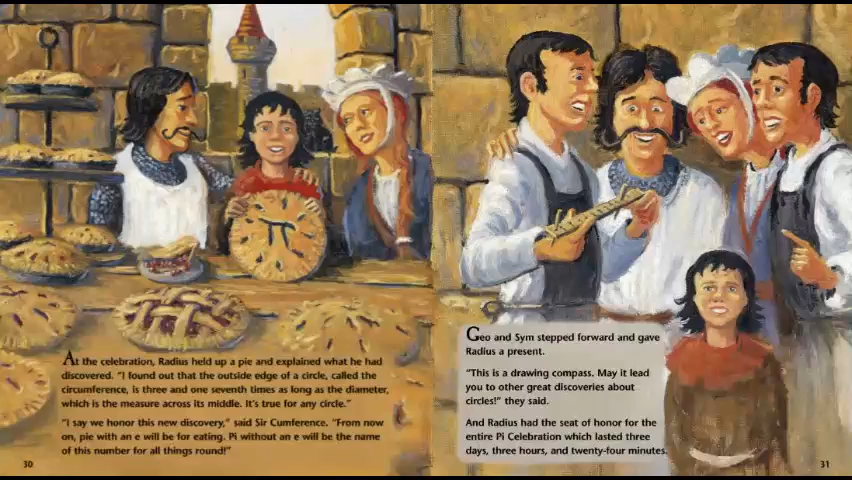 π
At the celebration, Radius held up a pie and explained what he had
discovered. "I found out that the outside edge of a circle, called the
circumference, is three and one seventh times as long as the diameter,
which is the measure across its middle. It's true for any circle."
"I say we honor this new discovery," said Sir Cumference. "From now
on, pie with an e will be for eating. Pi without an e will be the name
of this number for all things round!"
30
Geo and Sym stepped forward and gave
Radius a present.
"This is a drawing compass. May it lead
you to other great discoveries about
circles!" they said.
And Radius had the seat of honor for the
entire Pi Celebration which lasted three
days, three hours, and twenty-four minutes.
31